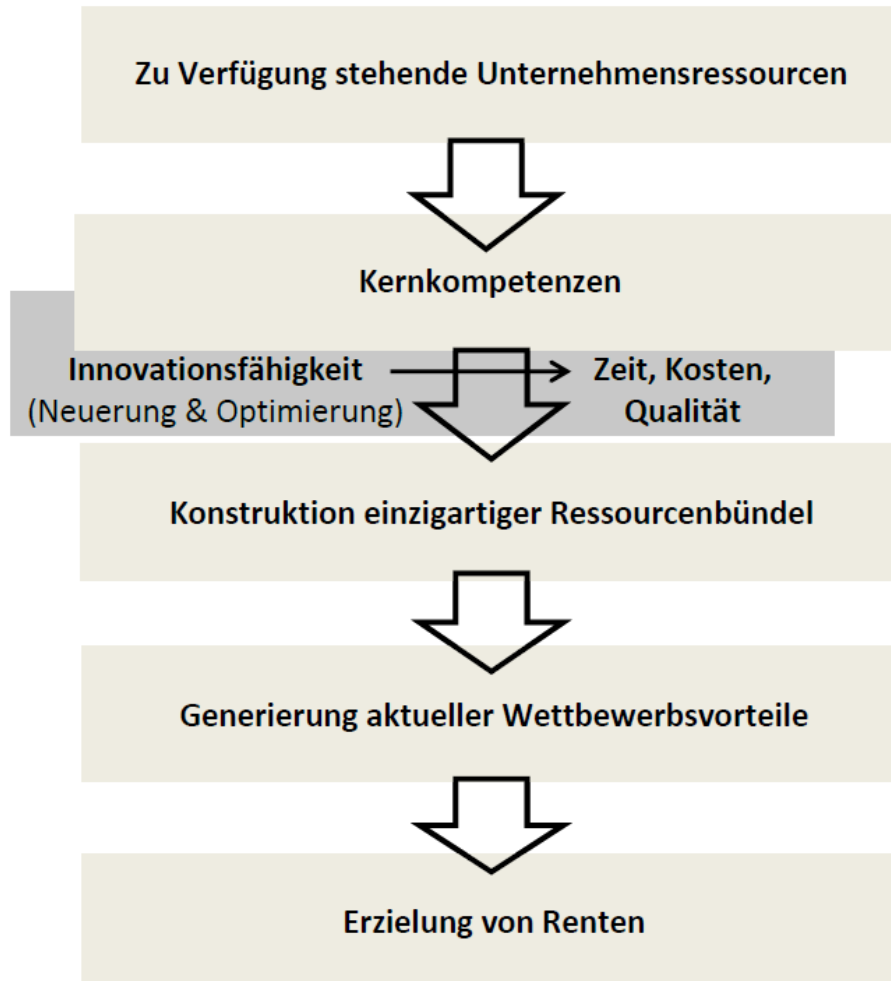 Zu Verfügung stehende Unternehmensressourcen
Kernkompetenzen
Innovationsfähigkeit
(Neuerung & Optimierung)
Zeit, Kosten,
Qualität
Konstruktion einzigartiger Ressourcenbündel
Generierung aktueller Wettbewerbsvorteile
Erzielung von Renten